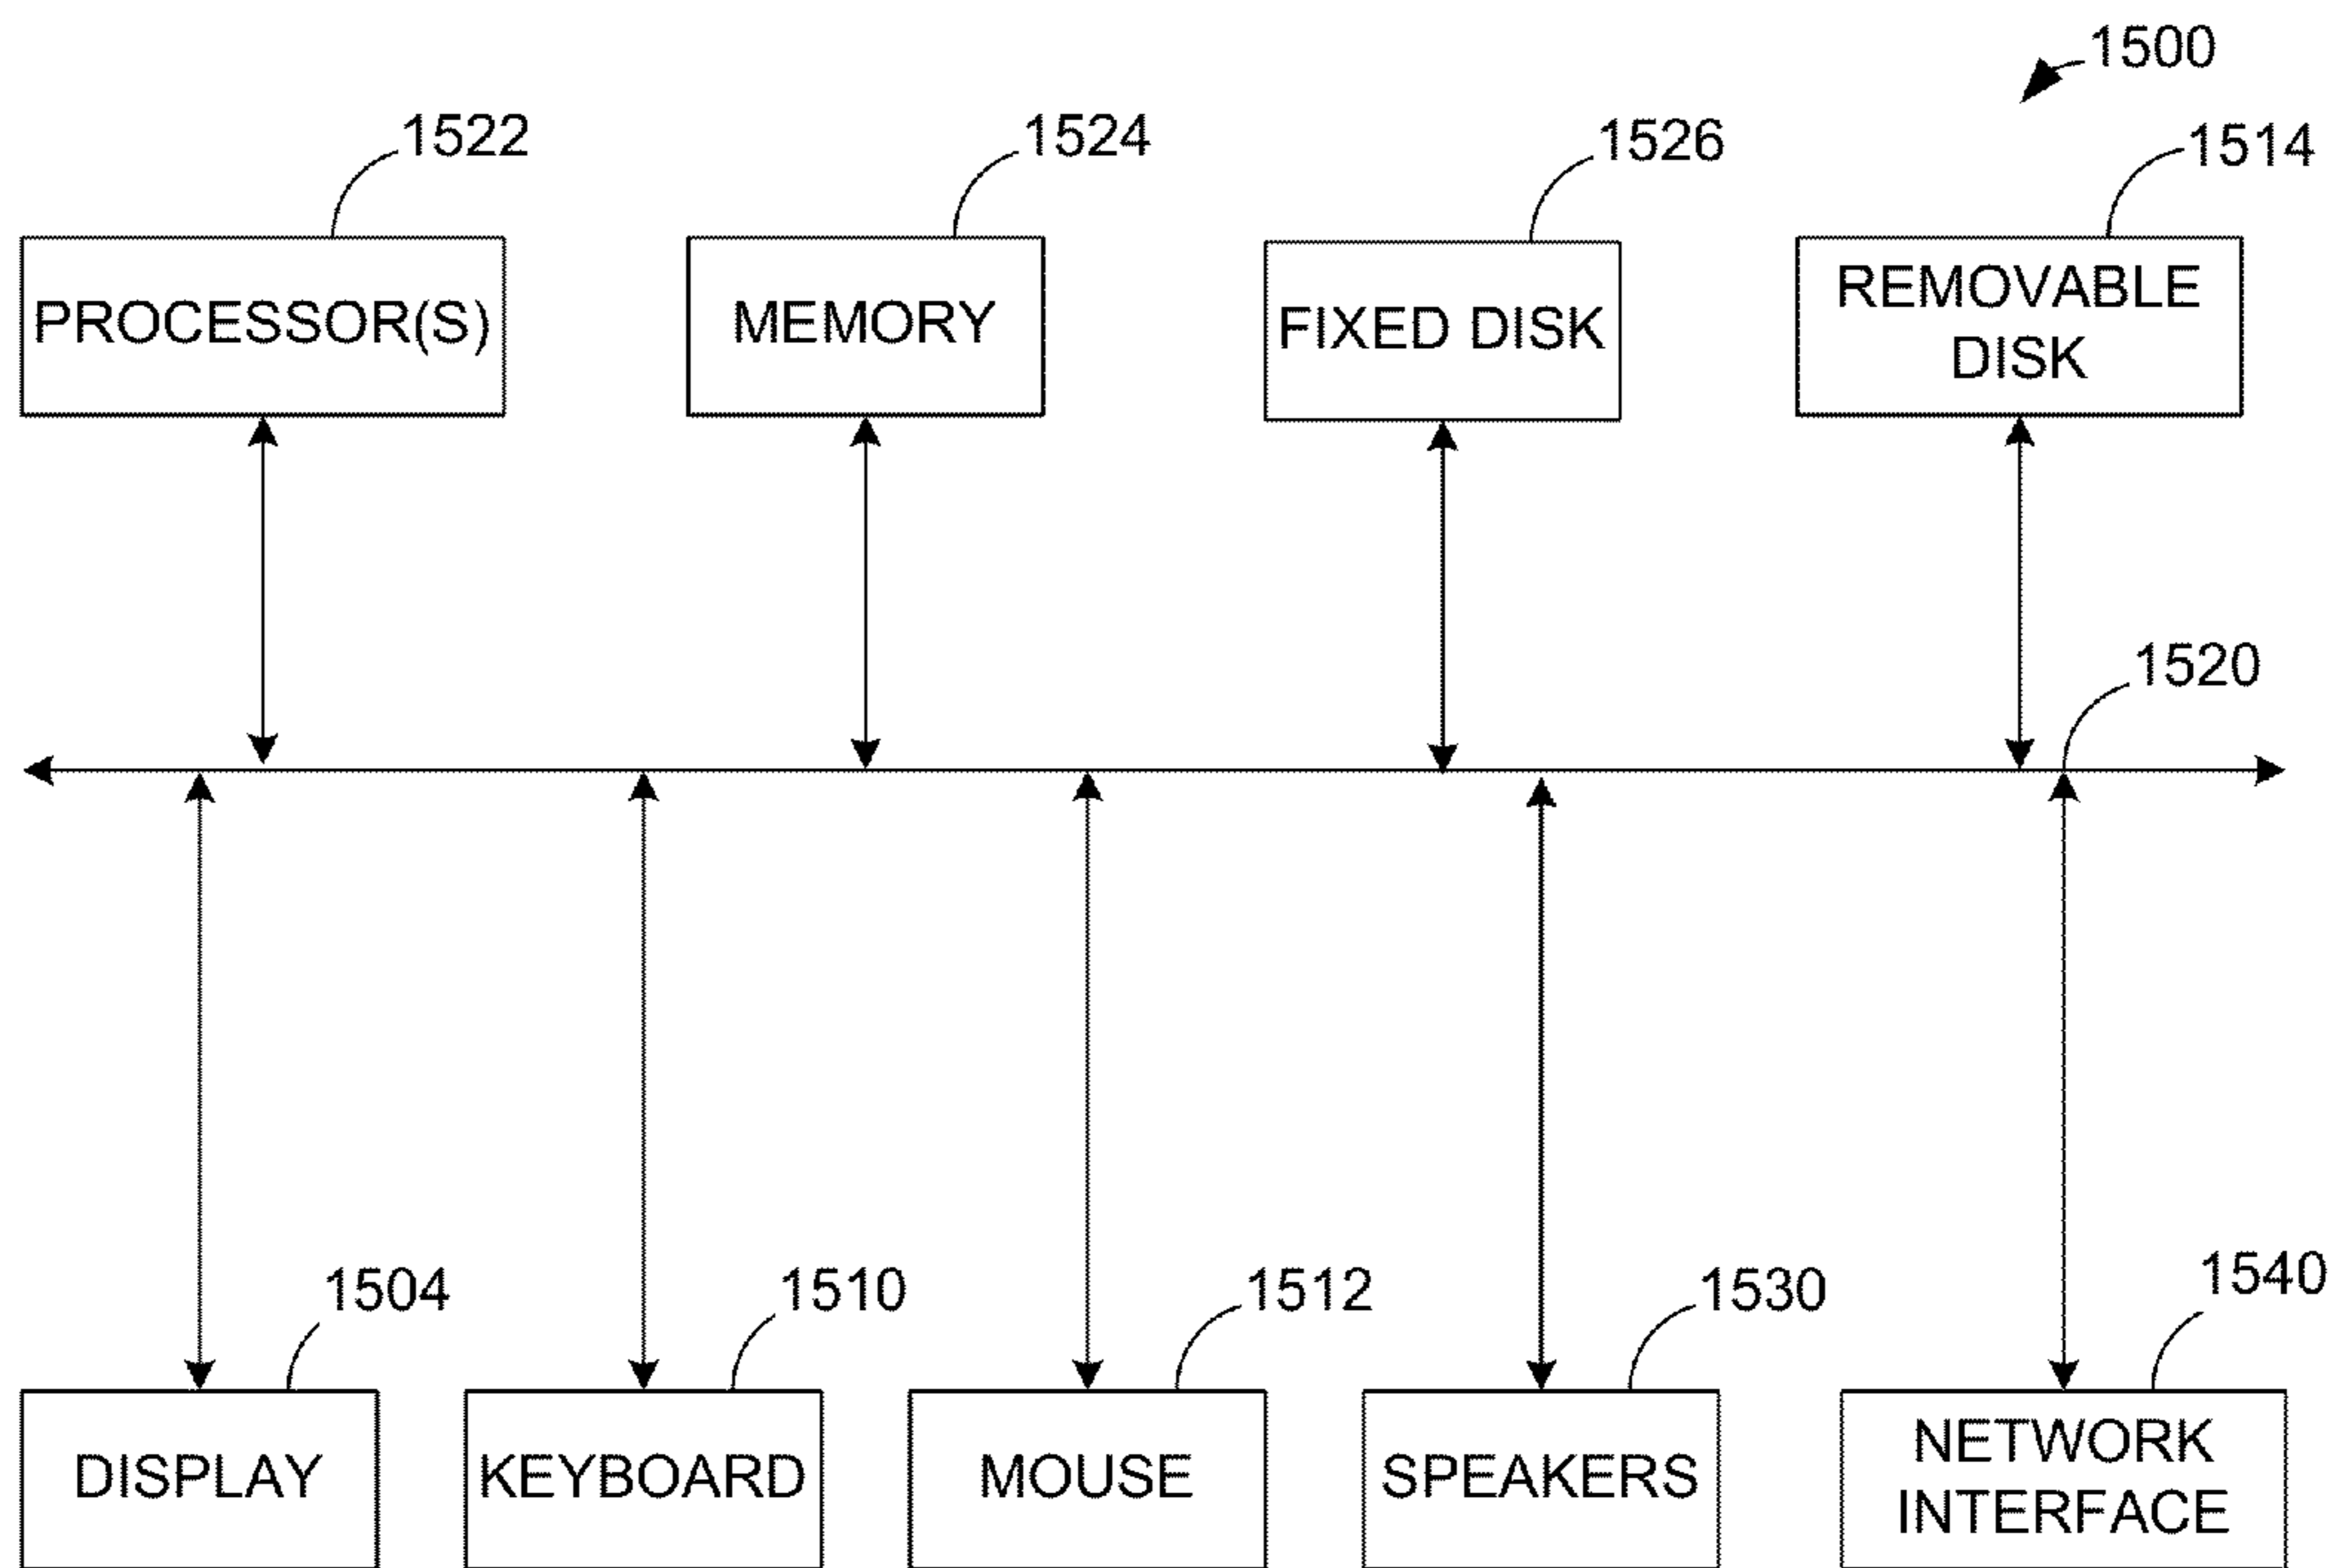 1500
1522
1524
1526
1514
PROCESSOR(S)
MEMORY
FIXED DISK
REMOVABLE
DISK
1520
1504
1510
1512
1530
1540
DISPLAY
KEYBOARD
MOUSE
SPEAKERS
NETWORK
INTERFACE